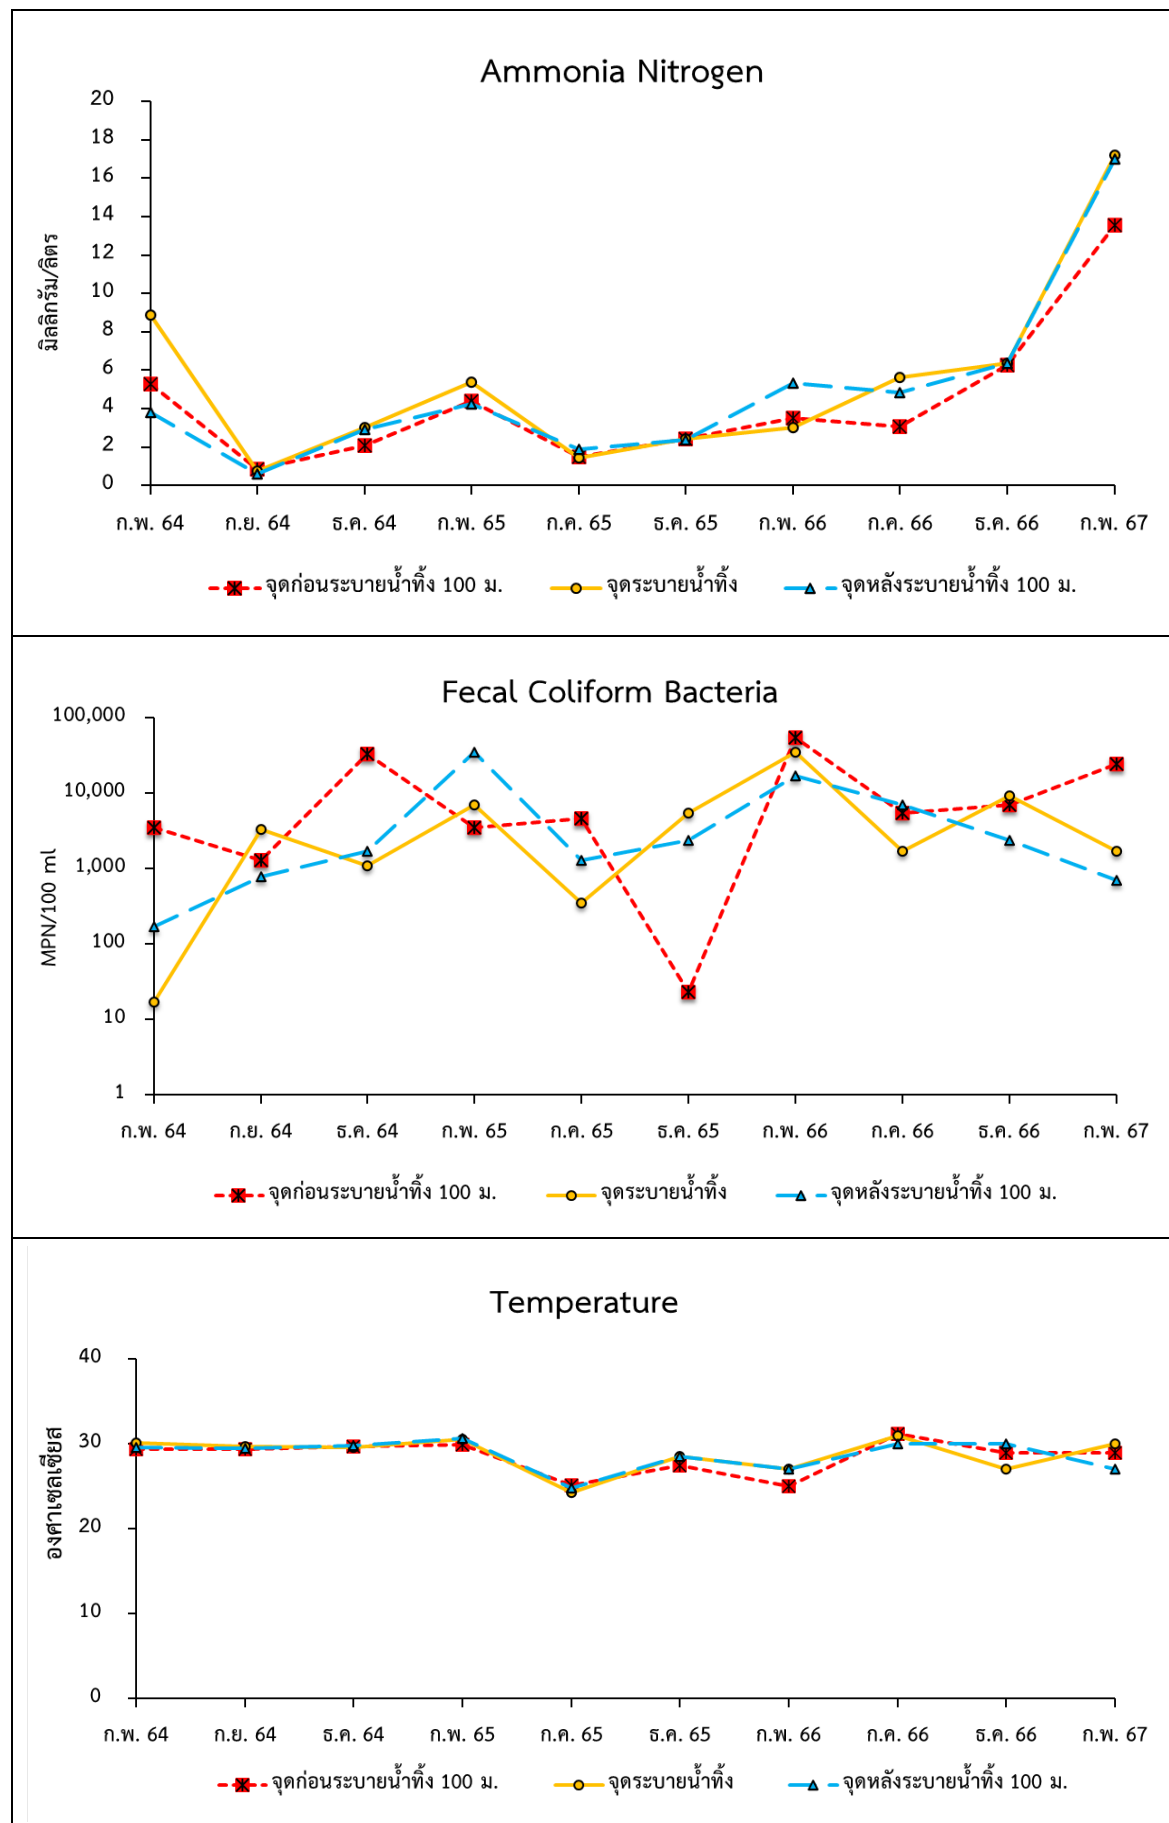 Ammonia Nitrogen
20
18
16
14
12
10
8
6
4
2
0
มิลลิกรัม/ลิตร
ก.พ. 64 ก.ย. 64 ธ.ค. 64 ก.พ. 65 ก.ค. 65 ธ.ค. 65 ก.พ. 66 ก.ค. 66 ธ.ค. 66 ก.พ. 67
จุดก่อนระบายน้ำทิ้ง 100 ม. จุดระบายน้ำทิ้ง จุดหลังระบายน้ำทิ้ง 100 ม.
Fecal Coliform Bacteria
100,000
10,000
1,000
100
10
1
MPN/100 ml
ก.พ. 64 ก.ย. 64 ธ.ค. 64 ก.พ. 65 ก.ค. 65 ธ.ค. 65 ก.พ. 66 ก.ค. 66 ธ.ค. 66 ก.พ. 67
จุดก่อนระบายน้ำทิ้ง 100 ม. จุดระบายน้ำทิ้ง จุดหลังระบายน้ำทิ้ง 100 ม.
Temperature
40
30
20
10
0
องศาเซลเซียส
ก.พ. 64 ก.ย. 64 ธ.ค. 64 ก.พ. 65 ก.ค. 65 ธ.ค. 65 ก.พ. 66 ก.ค. 66 ธ.ค. 66 ก.พ. 67
จุดก่อนระบายน้ำทิ้ง 100 ม. จุดระบายน้ำทิ้ง จุดหลังระบายน้ำทิ้ง 100 ม.